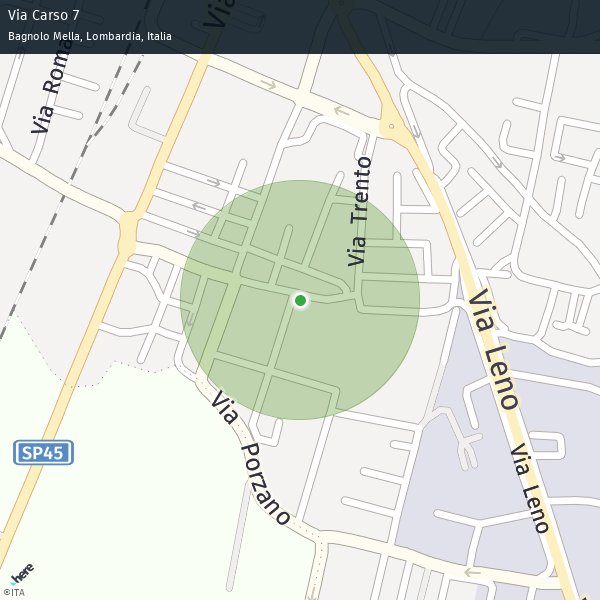 Via Carso 7
Bagnolo Mella, Lombardia, Italia
Via
Via Roma
Via Trento
Via Leno
Via Porzano
SP45
Via Leno
here
©ITA